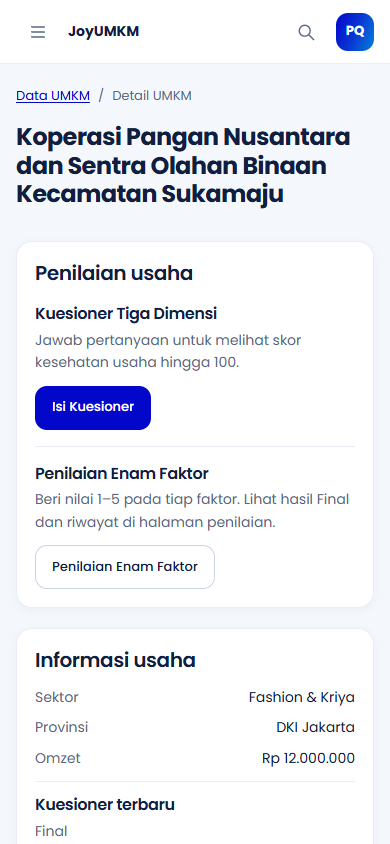 JoyUMKM
PQ
Data UMKM / Detail UMKM
Koperasi Pangan Nusantara
dan Sentra Olahan Binaan
Kecamatan Sukamaju
Penilaian usaha
Kuesioner Tiga Dimensi
Jawab pertanyaan untuk melihat skor
kesehatan usaha hingga 100.
Isi Kuesioner
Penilaian Enam Faktor
Beri nilai 1–5 pada tiap faktor. Lihat hasil Final
dan riwayat di halaman penilaian.
Penilaian Enam Faktor
Informasi usaha
Sektor Fashion & Kriya
Provinsi DKI Jakarta
Omzet Rp 12.000.000
Kuesioner terbaru
Final